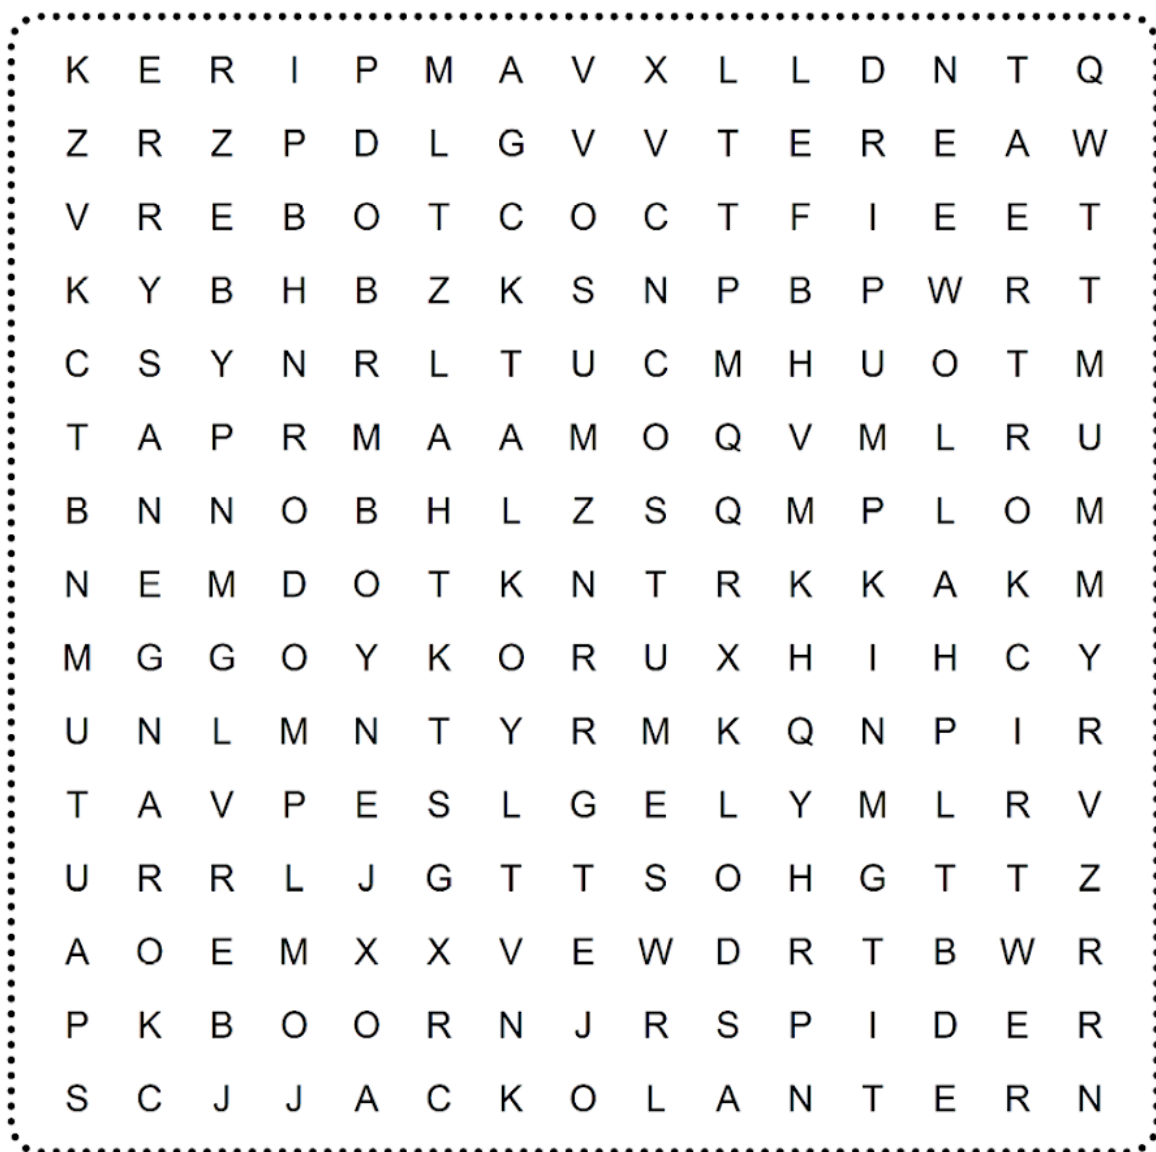 K E R I P M A V X L L D N T Q
Z R Z P D L G V V T E R E A W
V R E B O T C O C T F I E E T
K Y B H B Z K S N P B P W R T
C S Y N R L T U C M H U O T M
T A P R M A A M O Q V M L R U
B N N O B H L Z S Q M P L O M
N E M D O T K N T R K K A K M
M G G O Y K O R U X H I H C Y
U N L M N T Y R M K Q N P I R
T A V P E S L G E L Y M L R V
U R R L J G T T S O H G T T Z
A O E M X X V E W D R T B W R
P K B O O R N J R S P I D E R
S C J J A C K O L A N T E R N